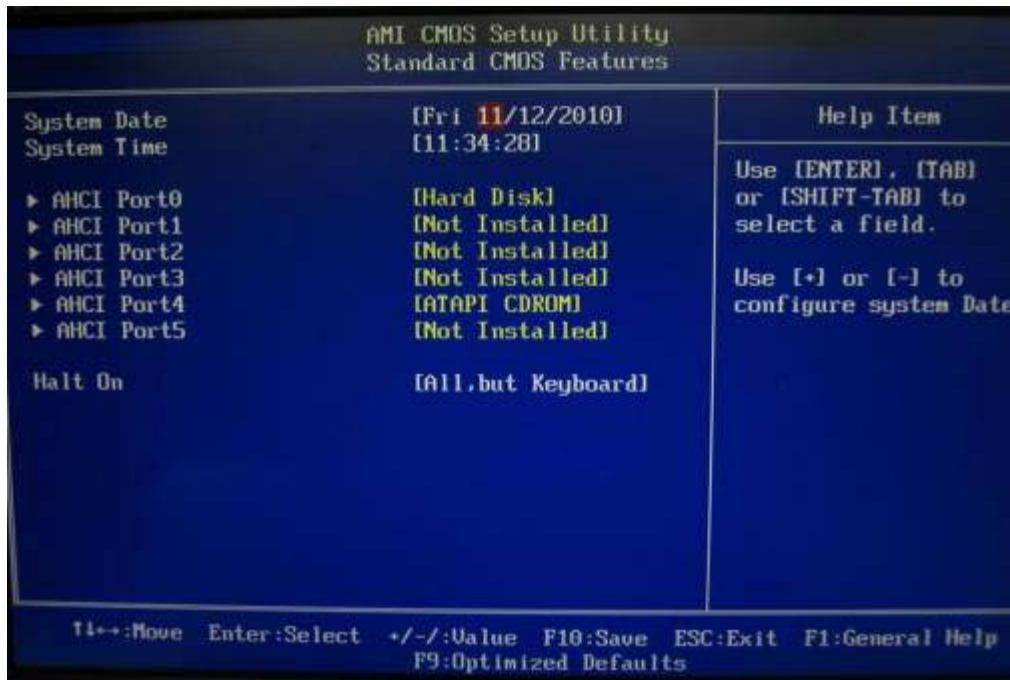 AMI CMOS Setup Utility
Standard CMOS Features
System Date [Fri 11/12/2010]
System Time [11:34:28]
▶ AHCI Port0 [Hard Disk]
▶ AHCI Port1 [Not Installed]
▶ AHCI Port2 [Not Installed]
▶ AHCI Port3 [Not Installed]
▶ AHCI Port4 [ATAPI CDROM]
▶ AHCI Port5 [Not Installed]
Halt On [All,but Keyboard]
Help Item
Use [ENTER], [TAB]
or [SHIFT-TAB] to
select a field.
Use [+] or [-] to
configure system Date
↑↓←→:Move Enter:Select +/-/:Value F10:Save ESC:Exit F1:General Help
F9:Optimized Defaults